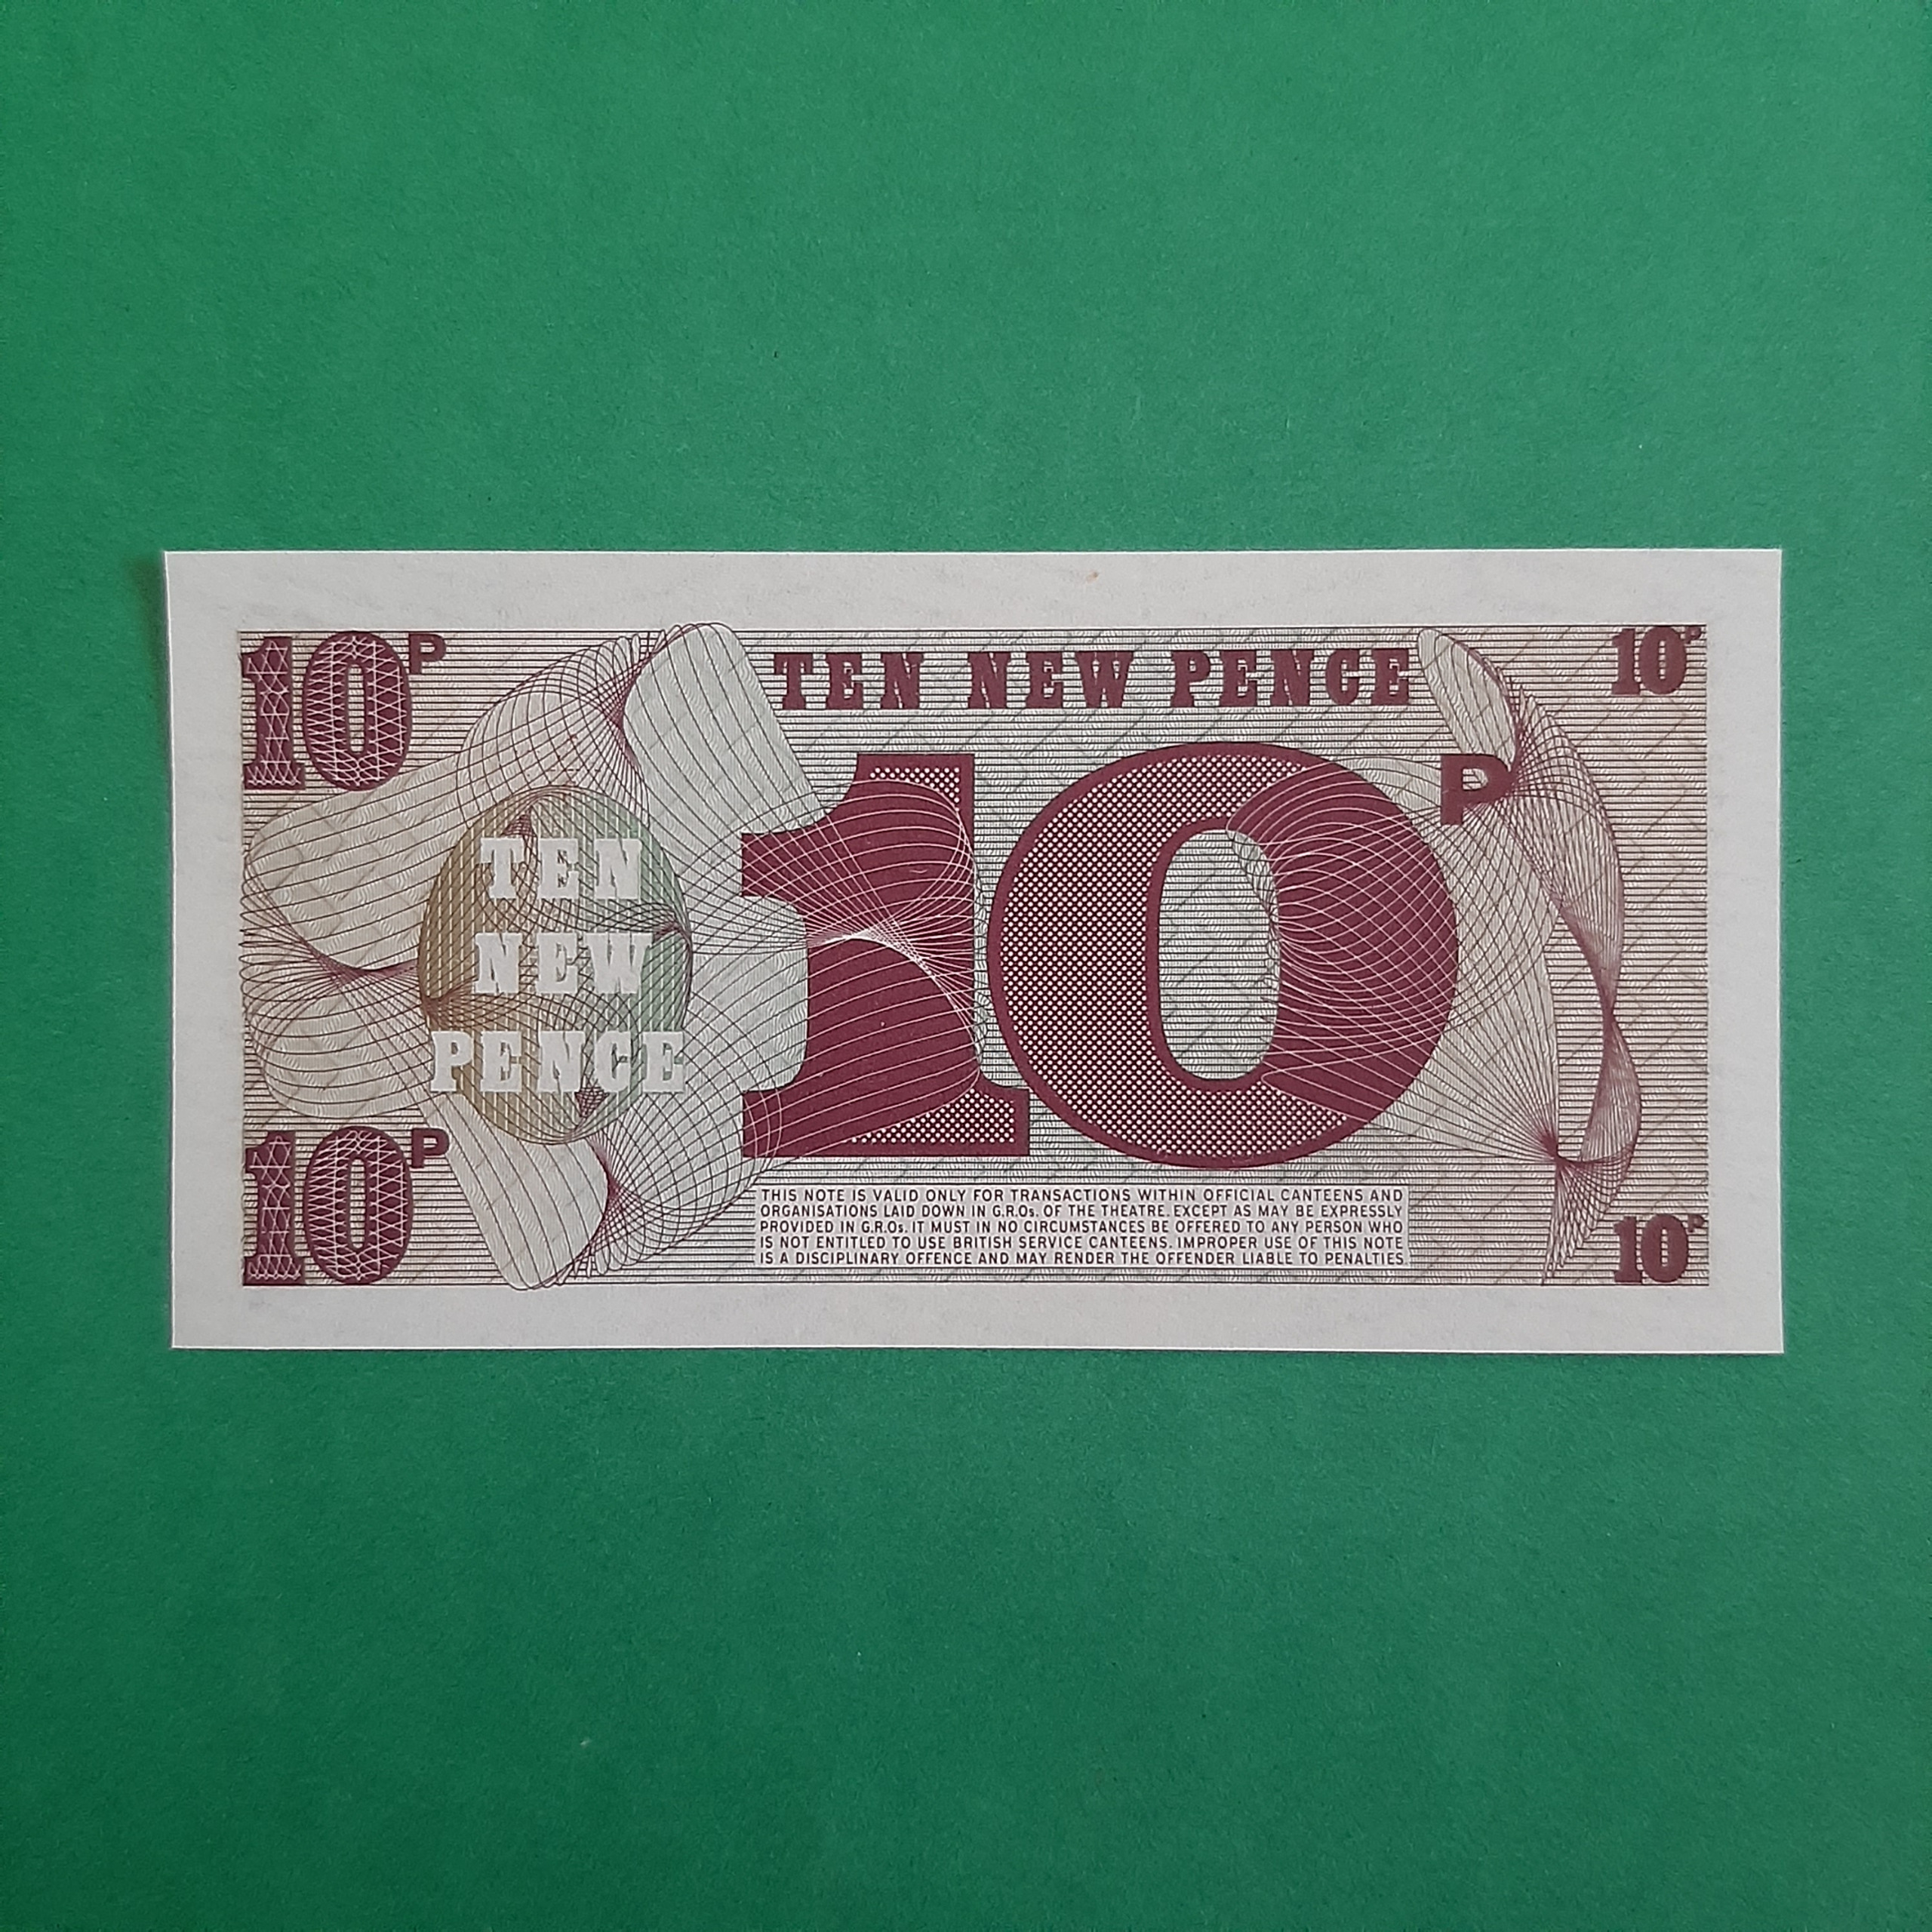 10P
TEN NEW PENCE
10P
10P
TEN
NEW
PENCE
10P
THIS NOTE IS VALID ONLY FOR TRANSACTIONS WITHIN OFFICIAL CANTEENS AND
ORGANISATIONS LAID DOWN IN G.R.Os. OF THE THEATRE. EXCEPT AS MAY BE EXPRESSLY
PROVIDED IN G.R.Os. IT MUST IN NO CIRCUMSTANCES BE OFFERED TO ANY PERSON WHO
IS NOT ENTITLED TO USE BRITISH SERVICE CANTEENS. IMPROPER USE OF THIS NOTE
IS A DISCIPLINARY OFFENCE AND MAY RENDER THE OFFENDER LIABLE TO PENALTIES
10P